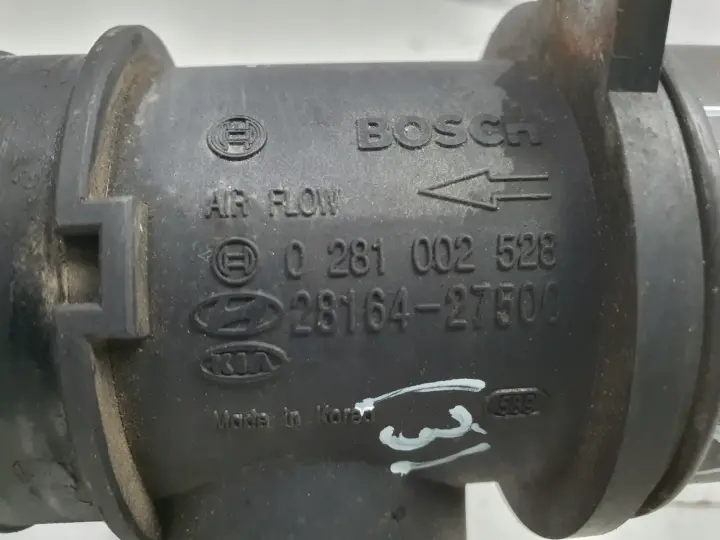 BOSCH
AIR FLOW
0 281 002 528
28164-27500
KIA
Made in Korea